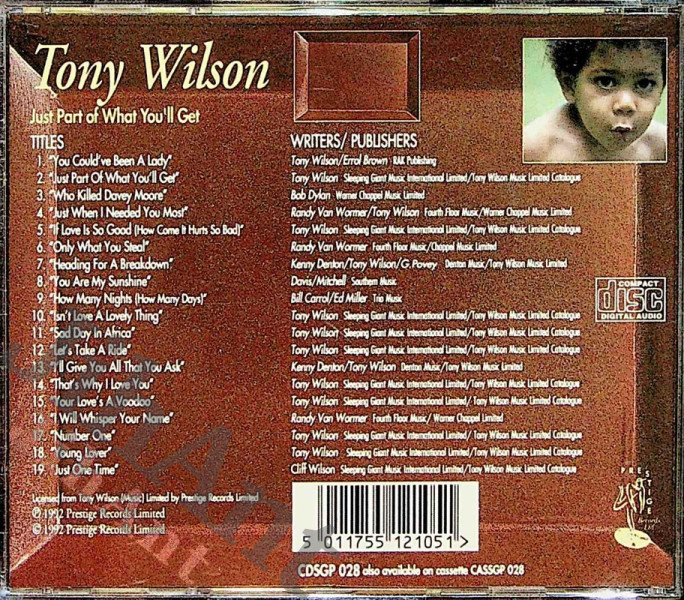 Tony Wilson
Just Part of What You'll Get
TITLES WRITERS/ PUBLISHERS
1. "You Could've Been A Lady" Tony Wilson/Errol Brown RAK Publishing
2. "Just Part Of What You'll Get" Tony Wilson Sleeping Giant Music International Limited/Tony Wilson Music Limited Catalogue
3. "Who Killed Davey Moore" Bob Dylan Warner Chappel Music Limited
4. "Just When I Needed You Most" Randy Van Wormer/Tony Wilson Fourth Floor Music/Warner Chappel Music Limited
5. "If Love Is So Good (How Come It Hurts So Bad)" Tony Wilson Sleeping Giant Music International Limited/Tony Wilson Music Limited Catalogue
6. "Only What You Steal" Randy Van Wormer Fourth Floor Music/Chappel Music Limited
7. "Heading For A Breakdown" Kenny Denton/Tony Wilson/G.Povey Denton Music/Tony Wilson Music Limited
8. "You Are My Sunshine" Davis/Mitchell Southern Music
9. "How Many Nights (How Many Days)" Bill Carrol/Ed Miller Trio Music
10. "Isn't Love A Lovely Thing" Tony Wilson Sleeping Giant Music International Limited/Tony Wilson Music Limited Catalogue
11. "Sad Day In Africa" Tony Wilson Sleeping Giant Music International Limited/Tony Wilson Music Limited Catalogue
12. "Let's Take A Ride" Tony Wilson Sleeping Giant Music International Limited/Tony Wilson Music Limited Catalogue
13. "I'll Give You All That You Ask" Kenny Denton/Tony Wilson Denton Music/Tony Wilson Music Limited
14. "That's Why I Love You" Tony Wilson Sleeping Giant Music International Limited/Tony Wilson Music Limited Catalogue
15. "Your Love's A Voodoo" Tony Wilson Sleeping Giant Music International Limited/Tony Wilson Music Limited Catalogue
16. "I Will Whisper Your Name" Randy Van Warmer Fourth Floor Music/ Warner Chappel Limited
17. "Number One" Tony Wilson Sleeping Giant Music International Limited/Tony Wilson Music Limited Catalogue
18. "Young Lover" Tony Wilson Sleeping Giant Music International Limited/Tony Wilson Music Limited Catalogue
19. "Just One Time" Cliff Wilson Sleeping Giant Music International Limited/Tony Wilson Music Limited Catalogue
COMPACT
disc
DIGITAL AUDIO
Licensed from Tony Wilson (Music) Limited by Prestige Records Limited
℗ 1992 Prestige Records Limited
© 1992 Prestige Records Limited
5 011755 121051 >
CDSGP 028 also available on cassette CASSGP 028
PRESTIGE
Records
Ltd